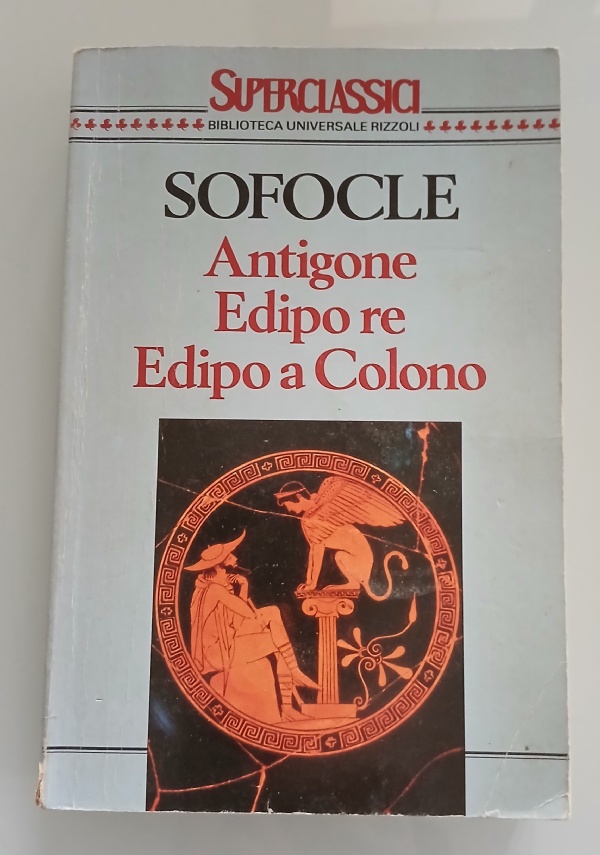 SUPERCLASSICI
BIBLIOTECA UNIVERSALE RIZZOLI
SOFOCLE
Antigone
Edipo re
Edipo a Colono